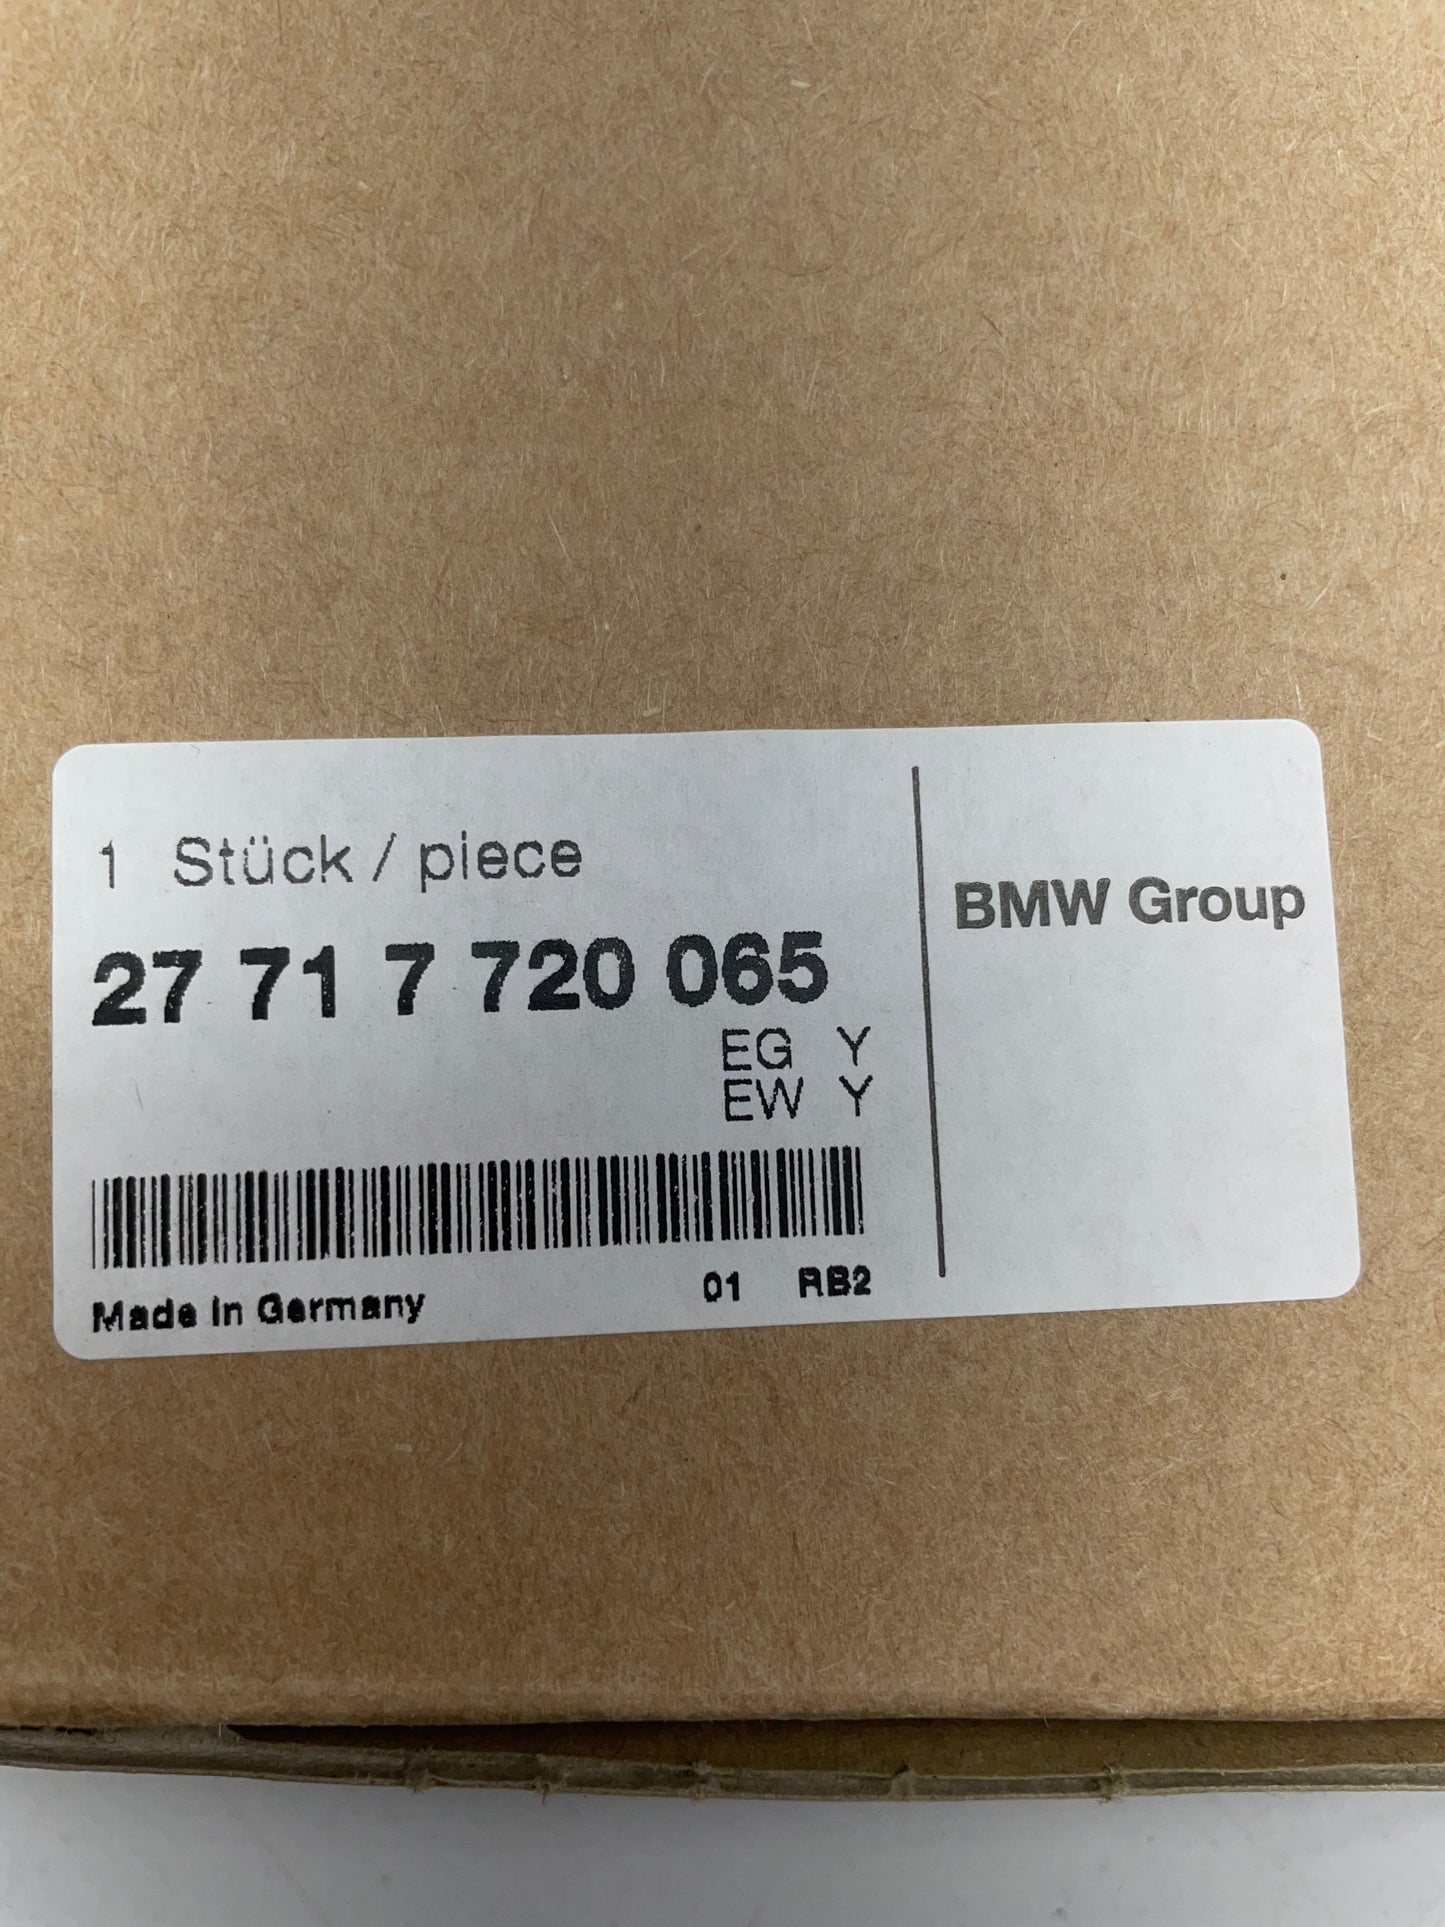 1 Stück / piece
27 71 7 720 065
EG Y
EW Y
Made in Germany 01 RB2
BMW Group